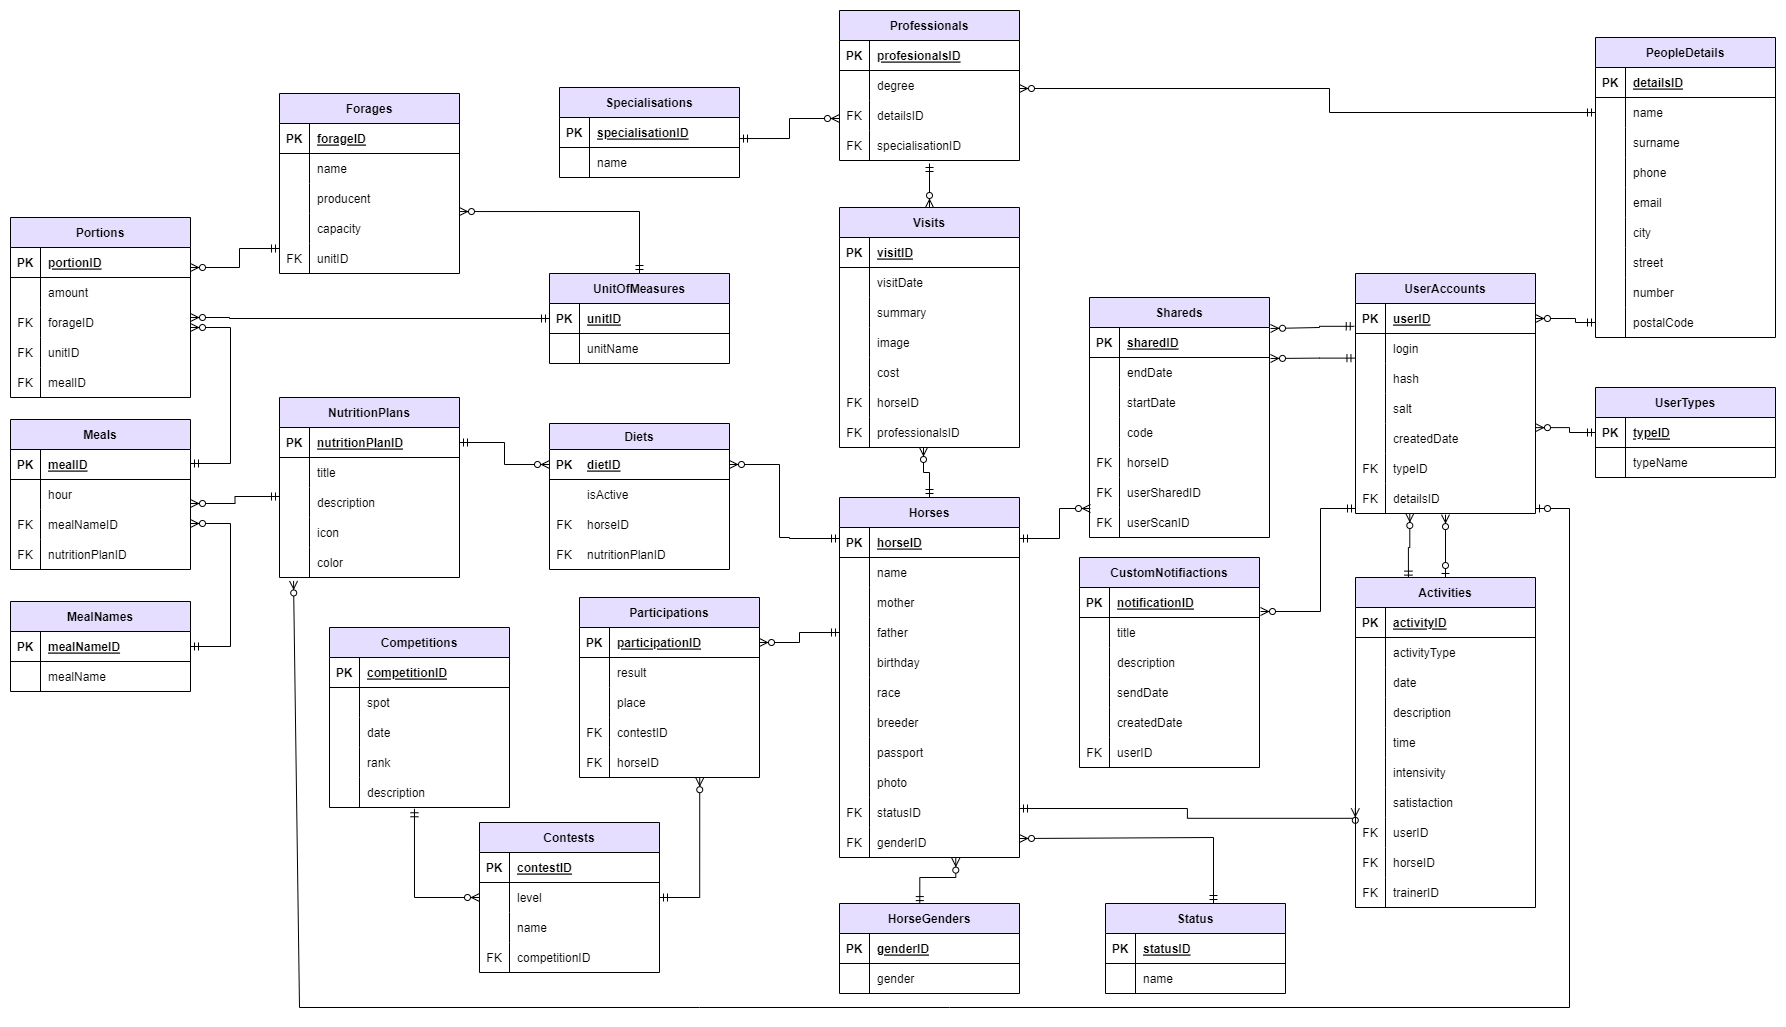 Professionals
PK profesionalsID
degree
FK detailsID
FK specialisationID
PeopleDetails
PK detailsID
name
surname
phone
email
city
street
number
postalCode
Specialisations
PK specialisationID
name
Forages
PK forageID
name
producent
capacity
FK unitID
Portions
PK portionID
amount
FK forageID
FK unitID
FK mealID
UnitOfMeasures
PK unitID
unitName
Visits
PK visitID
visitDate
summary
image
cost
FK horseID
FK professionalsID
Shareds
PK sharedID
endDate
startDate
code
FK horseID
FK userSharedID
FK userScanID
UserAccounts
PK userID
login
hash
salt
createdDate
FK typeID
FK detailsID
UserTypes
PK typeID
typeName
Meals
PK mealID
hour
FK mealNameID
FK nutritionPlanID
NutritionPlans
PK nutritionPlanID
title
description
icon
color
Diets
PK dietID
isActive
FK horseID
FK nutritionPlanID
Horses
PK horseID
name
mother
father
birthday
race
breeder
passport
photo
FK statusID
FK genderID
CustomNotifiactions
PK notificationID
title
description
sendDate
createdDate
FK userID
Activities
PK activityID
activityType
date
description
time
intensivity
satistaction
FK userID
FK horseID
FK trainerID
MealNames
PK mealNameID
mealName
Competitions
PK competitionID
spot
date
rank
description
Participations
PK participationID
result
place
FK contestID
FK horseID
Contests
PK contestID
level
name
FK competitionID
HorseGenders
PK genderID
gender
Status
PK statusID
name